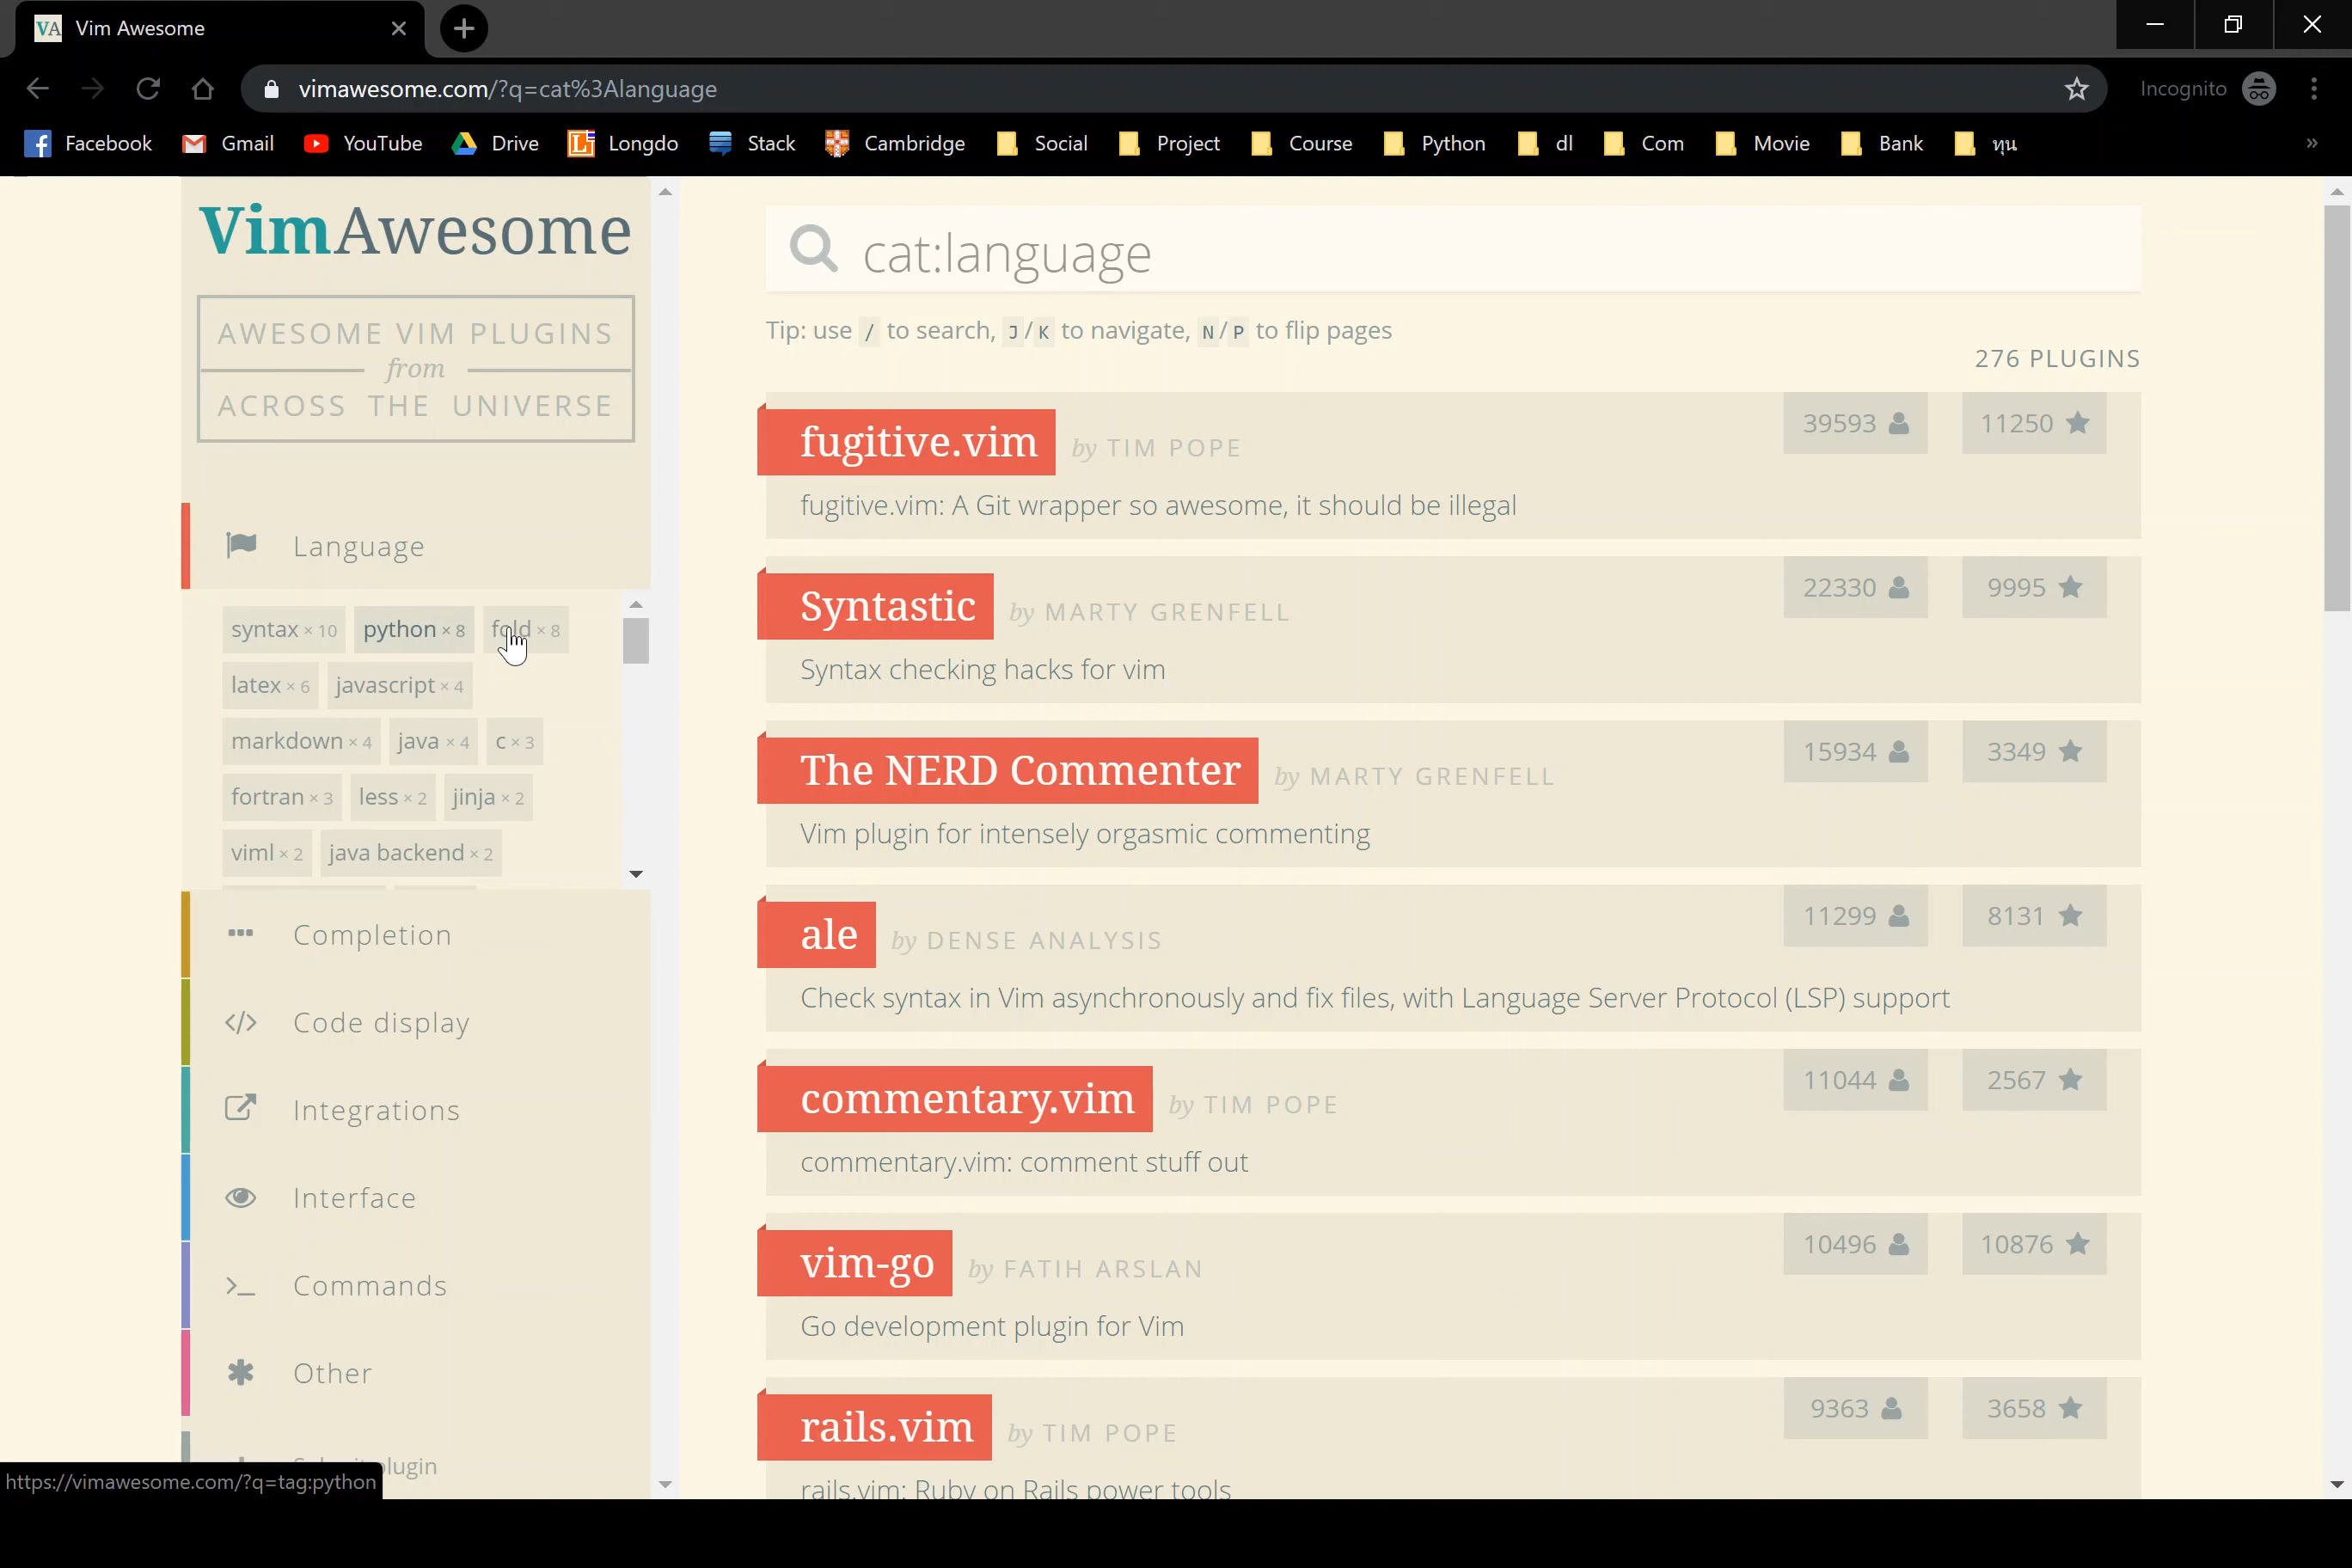 Vim Awesome
vimawesome.com/?q=cat%3Alanguage
Incognito
Facebook Gmail YouTube Drive Longdo Stack Cambridge Social Project Course Python dl Com Movie Bank ทุน »
VimAwesome
AWESOME VIM PLUGINS
from
ACROSS THE UNIVERSE
Language
syntax × 10 python × 8 fold × 8
latex × 6 javascript × 4
markdown × 4 java × 4 c × 3
fortran × 3 less × 2 jinja × 2
viml × 2 java backend × 2
Completion
Code display
Integrations
Interface
Commands
Other
https://vimawesome.com/?q=tag:python
cat:language
Tip: use / to search, J/K to navigate, N/P to flip pages
276 PLUGINS
fugitive.vim by TIM POPE 39593 11250
fugitive.vim: A Git wrapper so awesome, it should be illegal
Syntastic by MARTY GRENFELL 22330 9995
Syntax checking hacks for vim
The NERD Commenter by MARTY GRENFELL 15934 3349
Vim plugin for intensely orgasmic commenting
ale by DENSE ANALYSIS 11299 8131
Check syntax in Vim asynchronously and fix files, with Language Server Protocol (LSP) support
commentary.vim by TIM POPE 11044 2567
commentary.vim: comment stuff out
vim-go by FATIH ARSLAN 10496 10876
Go development plugin for Vim
rails.vim by TIM POPE 9363 3658
rails.vim: Ruby on Rails power tools